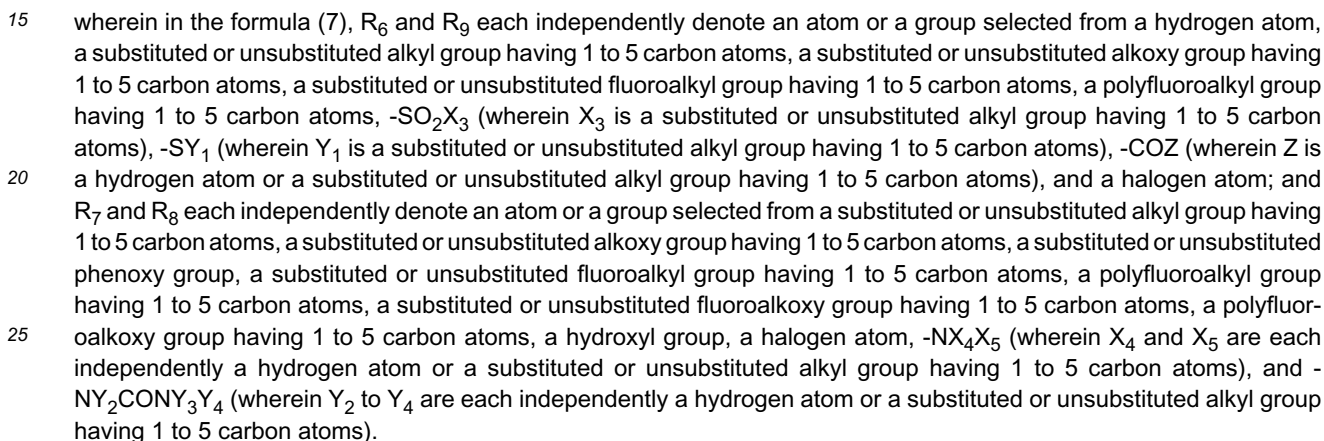 15 wherein in the formula (7), R6 and R9 each independently denote an atom or a group selected from a hydrogen atom,
a substituted or unsubstituted alkyl group having 1 to 5 carbon atoms, a substituted or unsubstituted alkoxy group having
1 to 5 carbon atoms, a substituted or unsubstituted fluoroalkyl group having 1 to 5 carbon atoms, a polyfluoroalkyl group
having 1 to 5 carbon atoms, -SO2X3 (wherein X3 is a substituted or unsubstituted alkyl group having 1 to 5 carbon
atoms), -SY1 (wherein Y1 is a substituted or unsubstituted alkyl group having 1 to 5 carbon atoms), -COZ (wherein Z is
20 a hydrogen atom or a substituted or unsubstituted alkyl group having 1 to 5 carbon atoms), and a halogen atom; and
R7 and R8 each independently denote an atom or a group selected from a substituted or unsubstituted alkyl group having
1 to 5 carbon atoms, a substituted or unsubstituted alkoxy group having 1 to 5 carbon atoms, a substituted or unsubstituted
phenoxy group, a substituted or unsubstituted fluoroalkyl group having 1 to 5 carbon atoms, a polyfluoroalkyl group
having 1 to 5 carbon atoms, a substituted or unsubstituted fluoroalkoxy group having 1 to 5 carbon atoms, a polyfluor-
25 oalkoxy group having 1 to 5 carbon atoms, a hydroxyl group, a halogen atom, -NX4X5 (wherein X4 and X5 are each
independently a hydrogen atom or a substituted or unsubstituted alkyl group having 1 to 5 carbon atoms), and -
NY2CONY3Y4 (wherein Y2 to Y4 are each independently a hydrogen atom or a substituted or unsubstituted alkyl group
having 1 to 5 carbon atoms).